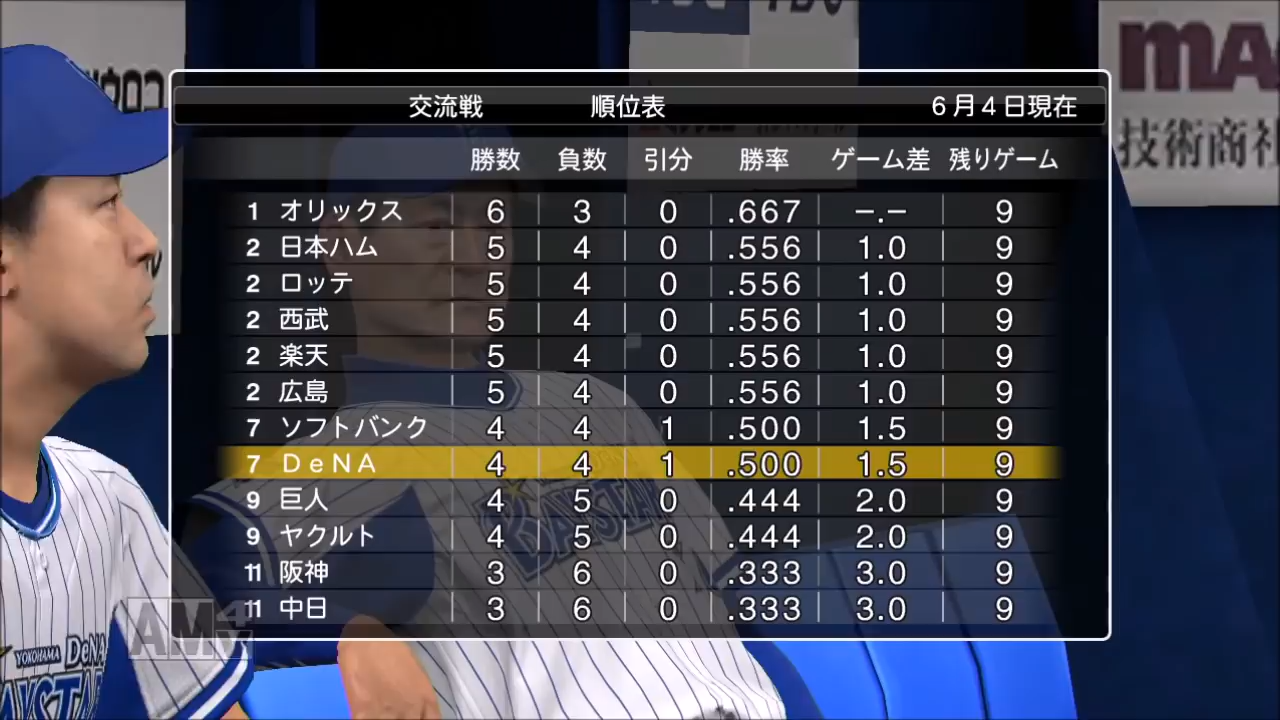 MA
技術商社
交流戦 順位表 6月4日現在
勝数 負数 引分 勝率 ゲーム差 残りゲーム
1 オリックス 6 3 0 .667 −.− 9
2 日本ハム 5 4 0 .556 1.0 9
2 ロッテ 5 4 0 .556 1.0 9
2 西武 5 4 0 .556 1.0 9
2 楽天 5 4 0 .556 1.0 9
2 広島 5 4 0 .556 1.0 9
7 ソフトバンク 4 4 1 .500 1.5 9
7 DeNA 4 4 1 .500 1.5 9
9 巨人 4 5 0 .444 2.0 9
9 ヤクルト 4 5 0 .444 2.0 9
11 阪神 3 6 0 .333 3.0 9
11 中日 3 6 0 .333 3.0 9
BAYSTARS
YOKOHAMA DeNA
BAYSTARS